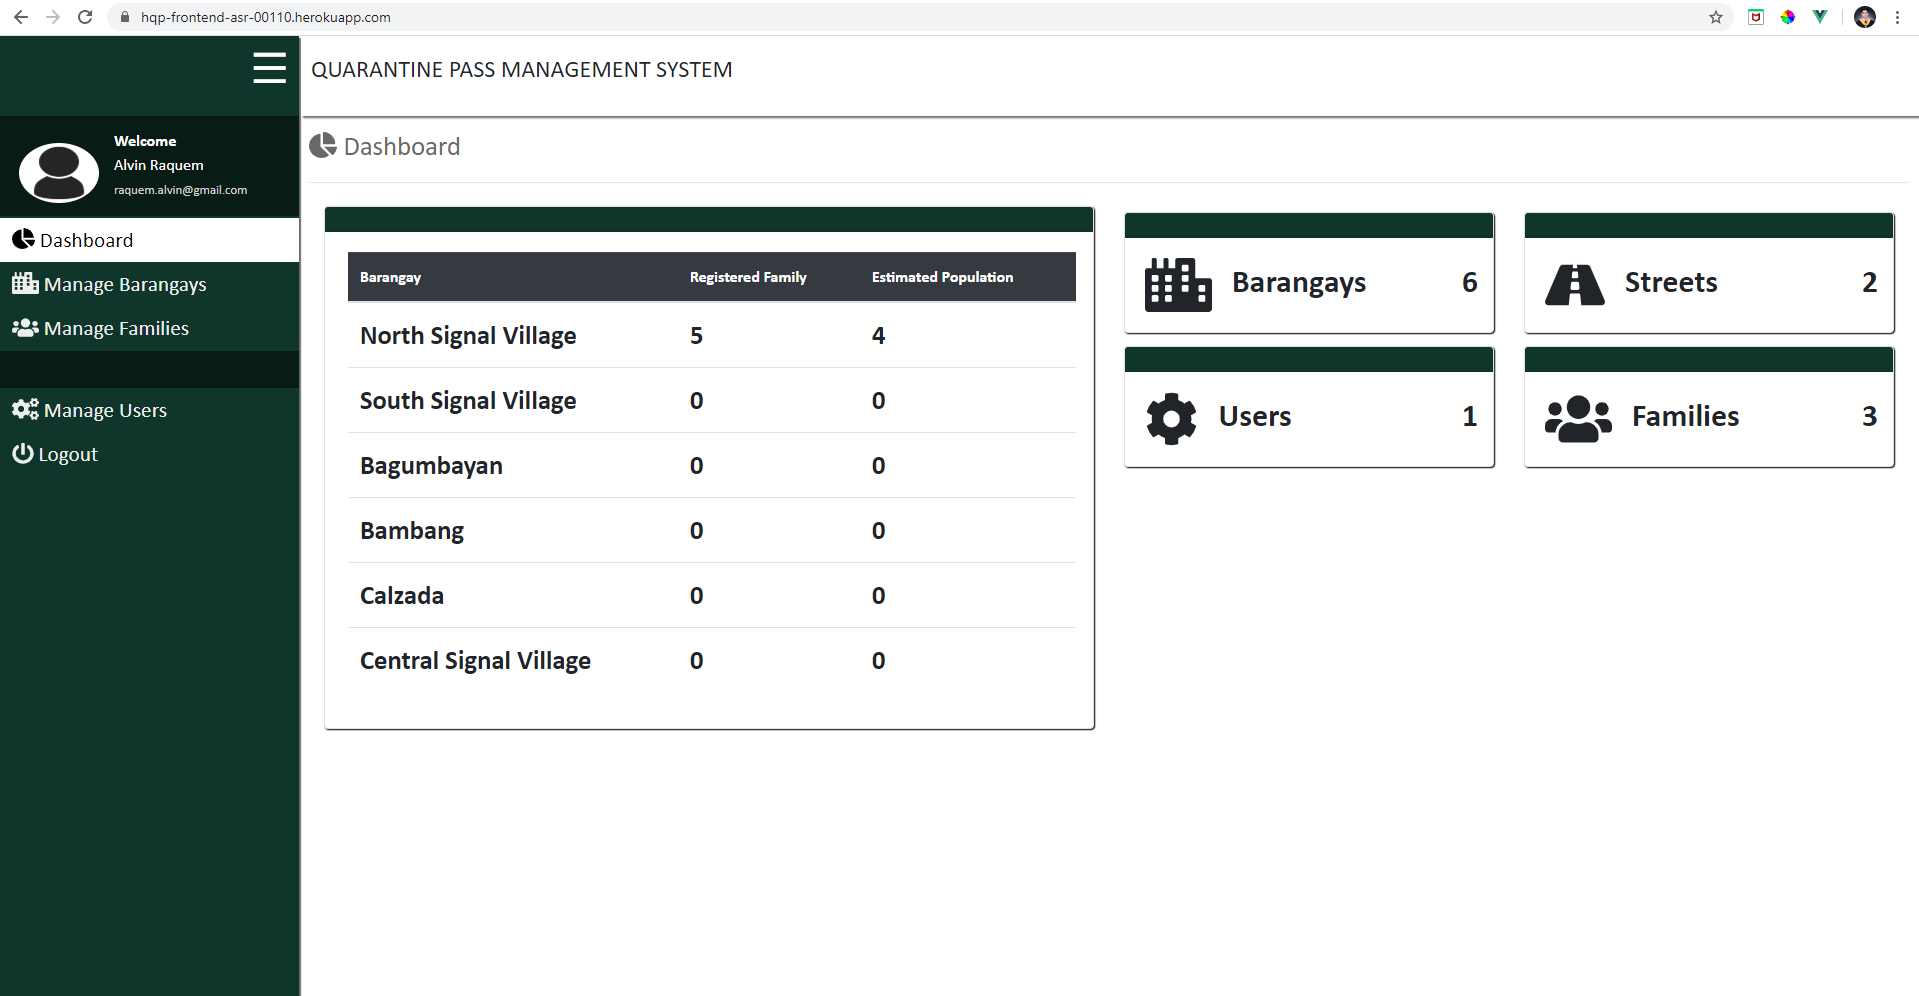 hqp-frontend-asr-00110.herokuapp.com
QUARANTINE PASS MANAGEMENT SYSTEM
Welcome
Alvin Raquem
raquem.alvin@gmail.com
Dashboard
Manage Barangays
Manage Families
Manage Users
Logout
Dashboard
Barangay Registered Family Estimated Population
North Signal Village 5 4
South Signal Village 0 0
Bagumbayan 0 0
Bambang 0 0
Calzada 0 0
Central Signal Village 0 0
Barangays 6
Streets 2
Users 1
Families 3